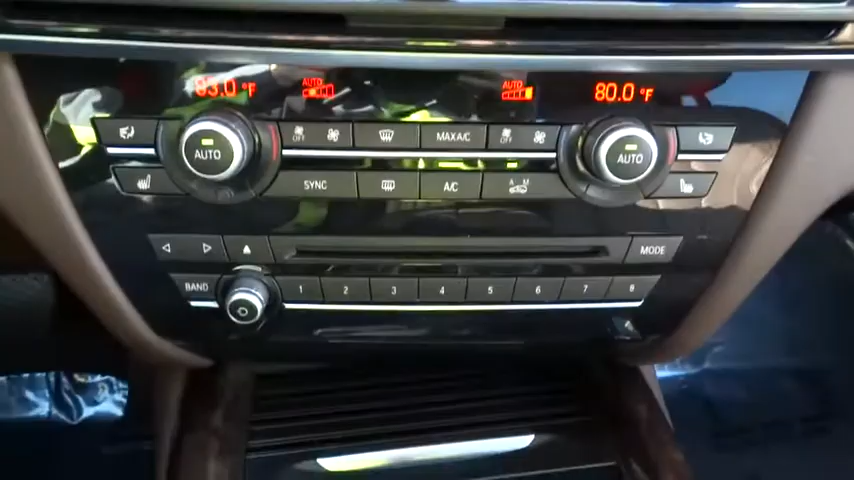 83.0 °F AUTO AUTO 80.0 °F
AUTO OFF MAX A/C OFF AUTO
SYNC A/C A M
MODE
BAND 1 2 3 4 5 6 7 8